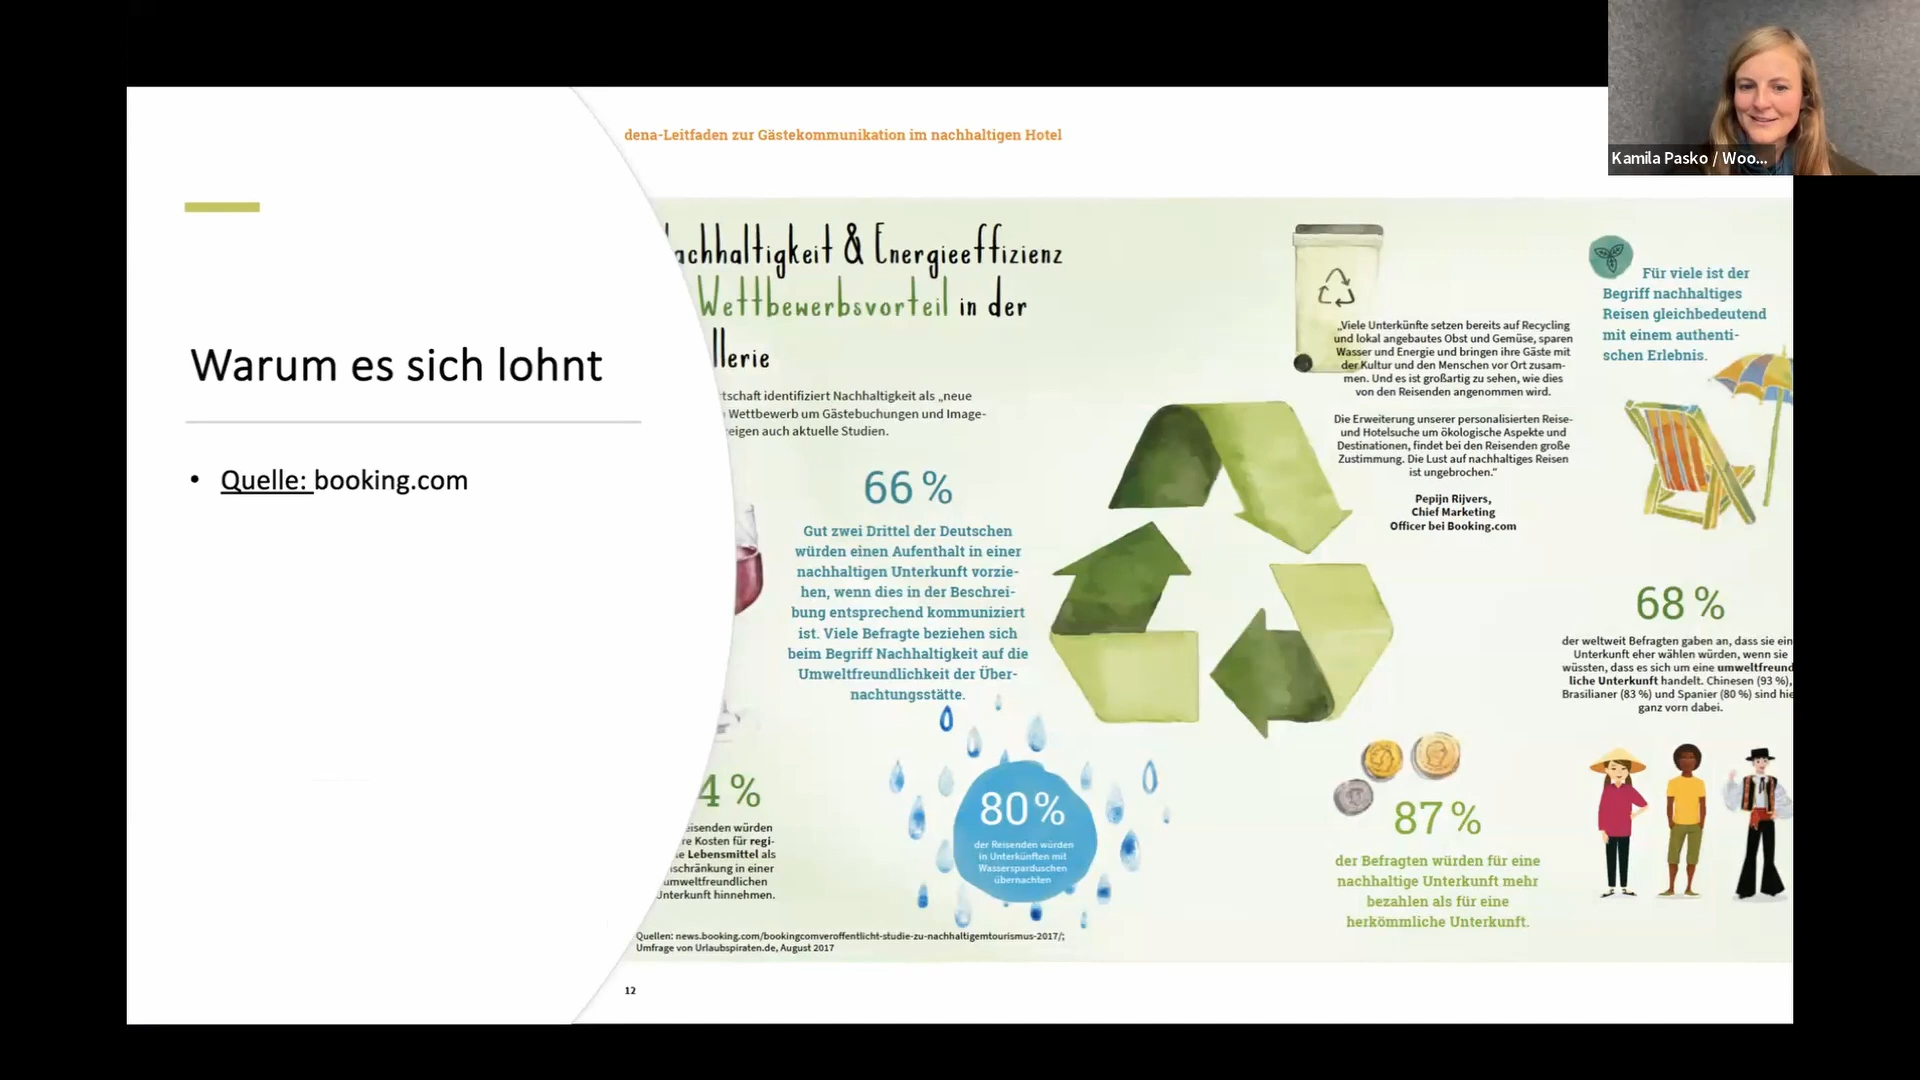 dena-Leitfaden zur Gästekommunikation im nachhaltigen Hotel
Kamila Pasko / Woo...
Warum es sich lohnt
• Quelle: booking.com
achhaltigkeit & Energieeffizienz
Wettbewerbsvorteil in der
llerie
tschaft identifiziert Nachhaltigkeit als „neue
Wettbewerb um Gästebuchungen und Image-
eigen auch aktuelle Studien.
66 %
Gut zwei Drittel der Deutschen
würden einen Aufenthalt in einer
nachhaltigen Unterkunft vorzie-
hen, wenn dies in der Beschrei-
bung entsprechend kommuniziert
ist. Viele Befragte beziehen sich
beim Begriff Nachhaltigkeit auf die
Umweltfreundlichkeit der Über-
nachtungsstätte.
„Viele Unterkünfte setzen bereits auf Recycling
und lokal angebautes Obst und Gemüse, sparen
Wasser und Energie und bringen ihre Gäste mit
der Kultur und den Menschen vor Ort zusam-
men. Und es ist großartig zu sehen, wie dies
von den Reisenden angenommen wird.
Die Erweiterung unserer personalisierten Reise-
und Hotelsuche um ökologische Aspekte und
Destinationen, findet bei den Reisenden große
Zustimmung. Die Lust auf nachhaltiges Reisen
ist ungebrochen.“
Pepijn Rijvers,
Chief Marketing
Officer bei Booking.com
Für viele ist der
Begriff nachhaltiges
Reisen gleichbedeutend
mit einem authenti-
schen Erlebnis.
68 %
der weltweit Befragten gaben an, dass sie ein
Unterkunft eher wählen würden, wenn sie
wüssten, dass es sich um eine umweltfreund
liche Unterkunft handelt. Chinesen (93 %),
Brasilianer (83 %) und Spanier (80 %) sind hie
ganz vorn dabei.
4 %
eisenden würden
re Kosten für regi-
e Lebensmittel als
schränkung in einer
umweltfreundlichen
Unterkunft hinnehmen.
80 %
der Reisenden würden
in Unterkünften mit
Wassersparduschen
übernachten
87 %
der Befragten würden für eine
nachhaltige Unterkunft mehr
bezahlen als für eine
herkömmliche Unterkunft.
Quellen: news.booking.com/bookingcomveroffentlicht-studie-zu-nachhaltigemtourismus-2017/;
Umfrage von Urlaubspiraten.de, August 2017
12